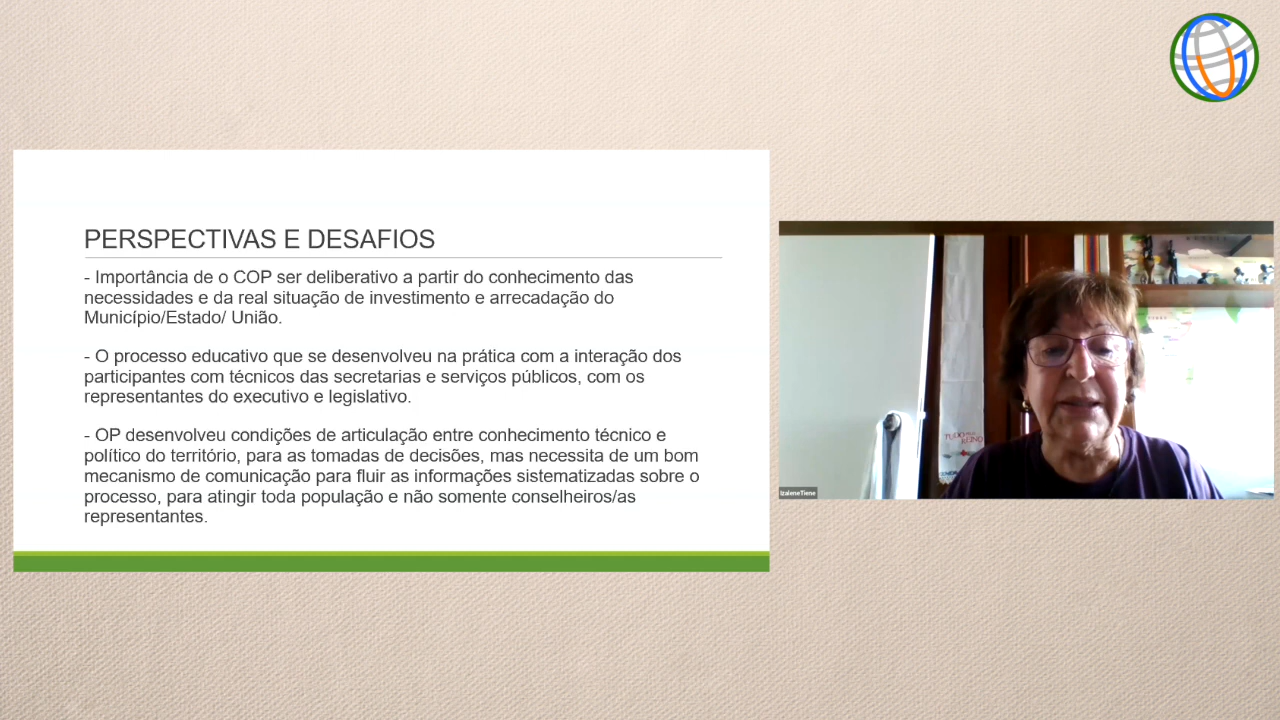 PERSPECTIVAS E DESAFIOS
- Importância de o COP ser deliberativo a partir do conhecimento das
necessidades e da real situação de investimento e arrecadação do
Município/Estado/ União.
- O processo educativo que se desenvolveu na prática com a interação dos
participantes com técnicos das secretarias e serviços públicos, com os
representantes do executivo e legislativo.
- OP desenvolveu condições de articulação entre conhecimento técnico e
político do território, para as tomadas de decisões, mas necessita de um bom
mecanismo de comunicação para fluir as informações sistematizadas sobre o
processo, para atingir toda população e não somente conselheiros/as
representantes.
TUDO
REINO
IzaleneTiene